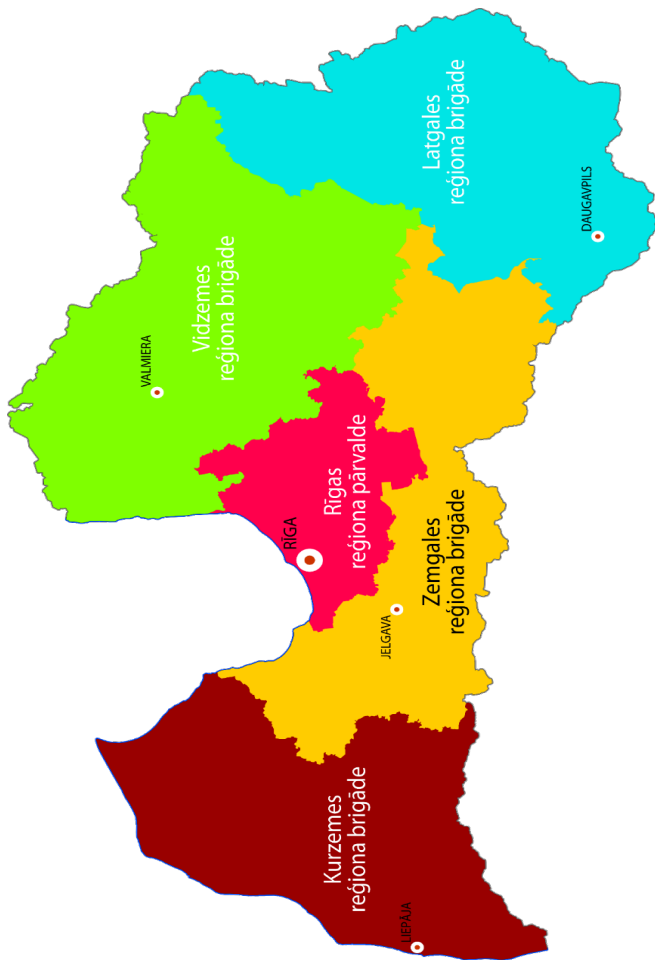 VALMIERA
Vidzemes
reģiona brigāde
RĪGA
Kurzemes
reģiona brigāde
Rīgas
reģiona pārvalde
JELGAVA
LIEPĀJA
Zemgales
reģiona brigāde
Latgales
reģiona brigāde
DAUGAVPILS